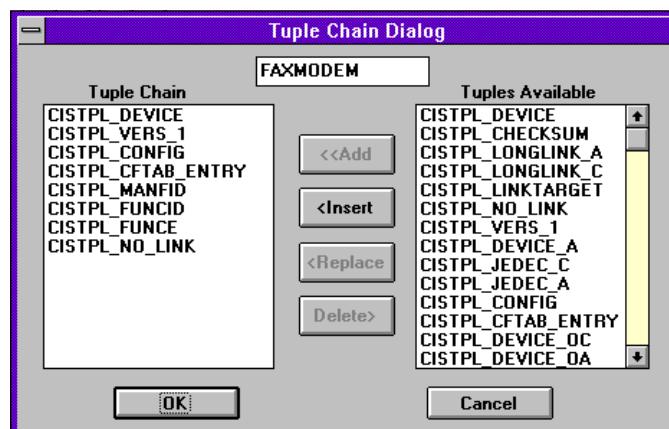 Tuple Chain Dialog
FAXMODEM
Tuple Chain
CISTPL_DEVICE
CISTPL_VERS_1
CISTPL_CONFIG
CISTPL_CFTAB_ENTRY
CISTPL_MANFID
CISTPL_FUNCID
CISTPL_FUNCE
CISTPL_NO_LINK
<<Add
<Insert
<Replace
Delete>
Tuples Available
CISTPL_DEVICE
CISTPL_CHECKSUM
CISTPL_LONGLINK_A
CISTPL_LONGLINK_C
CISTPL_LINKTARGET
CISTPL_NO_LINK
CISTPL_VERS_1
CISTPL_DEVICE_A
CISTPL_JEDEC_C
CISTPL_JEDEC_A
CISTPL_CONFIG
CISTPL_CFTAB_ENTRY
CISTPL_DEVICE_OC
CISTPL_DEVICE_OA
OK
Cancel